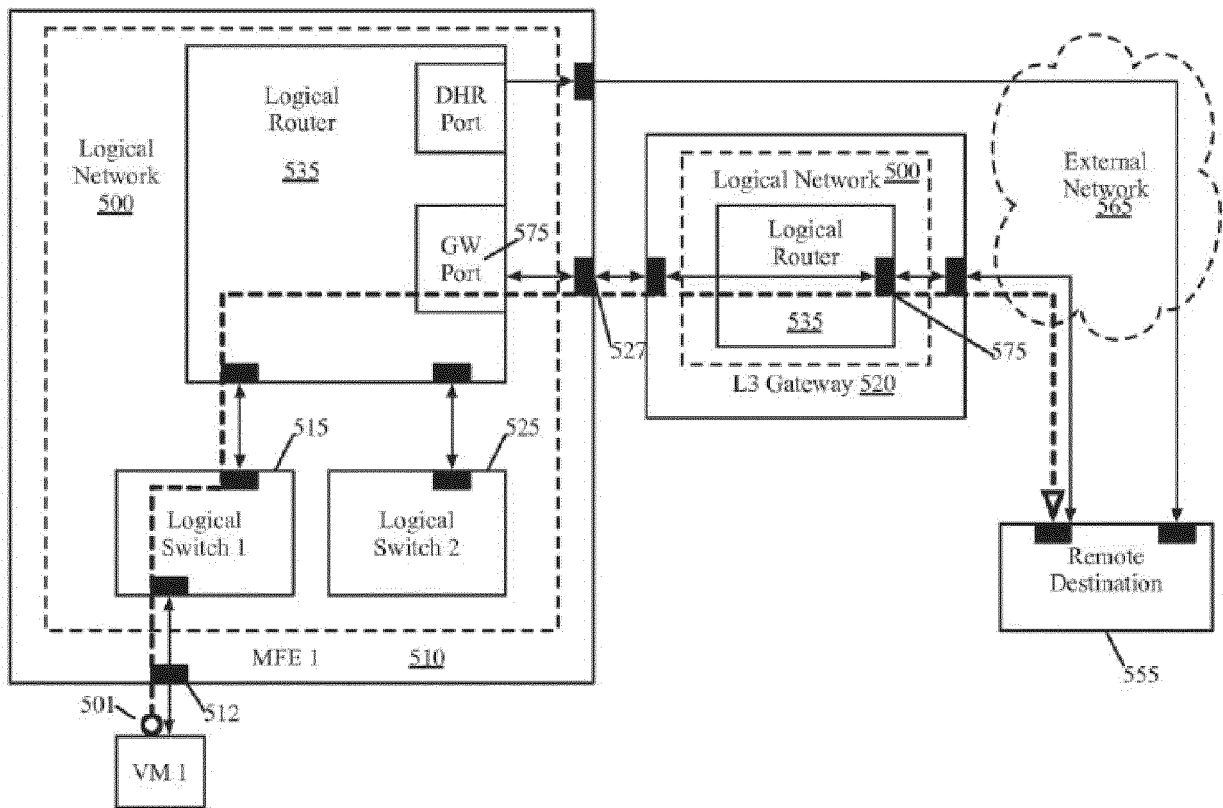 Logical
Network
500
Logical
Router
535
DHR
Port
GW
Port
575
527
Logical Network 500
Logical
Router
535
575
L3 Gateway 520
External
Network
565
515
Logical
Switch 1
525
Logical
Switch 2
MFE 1 510
501
512
VM 1
Remote
Destination
555